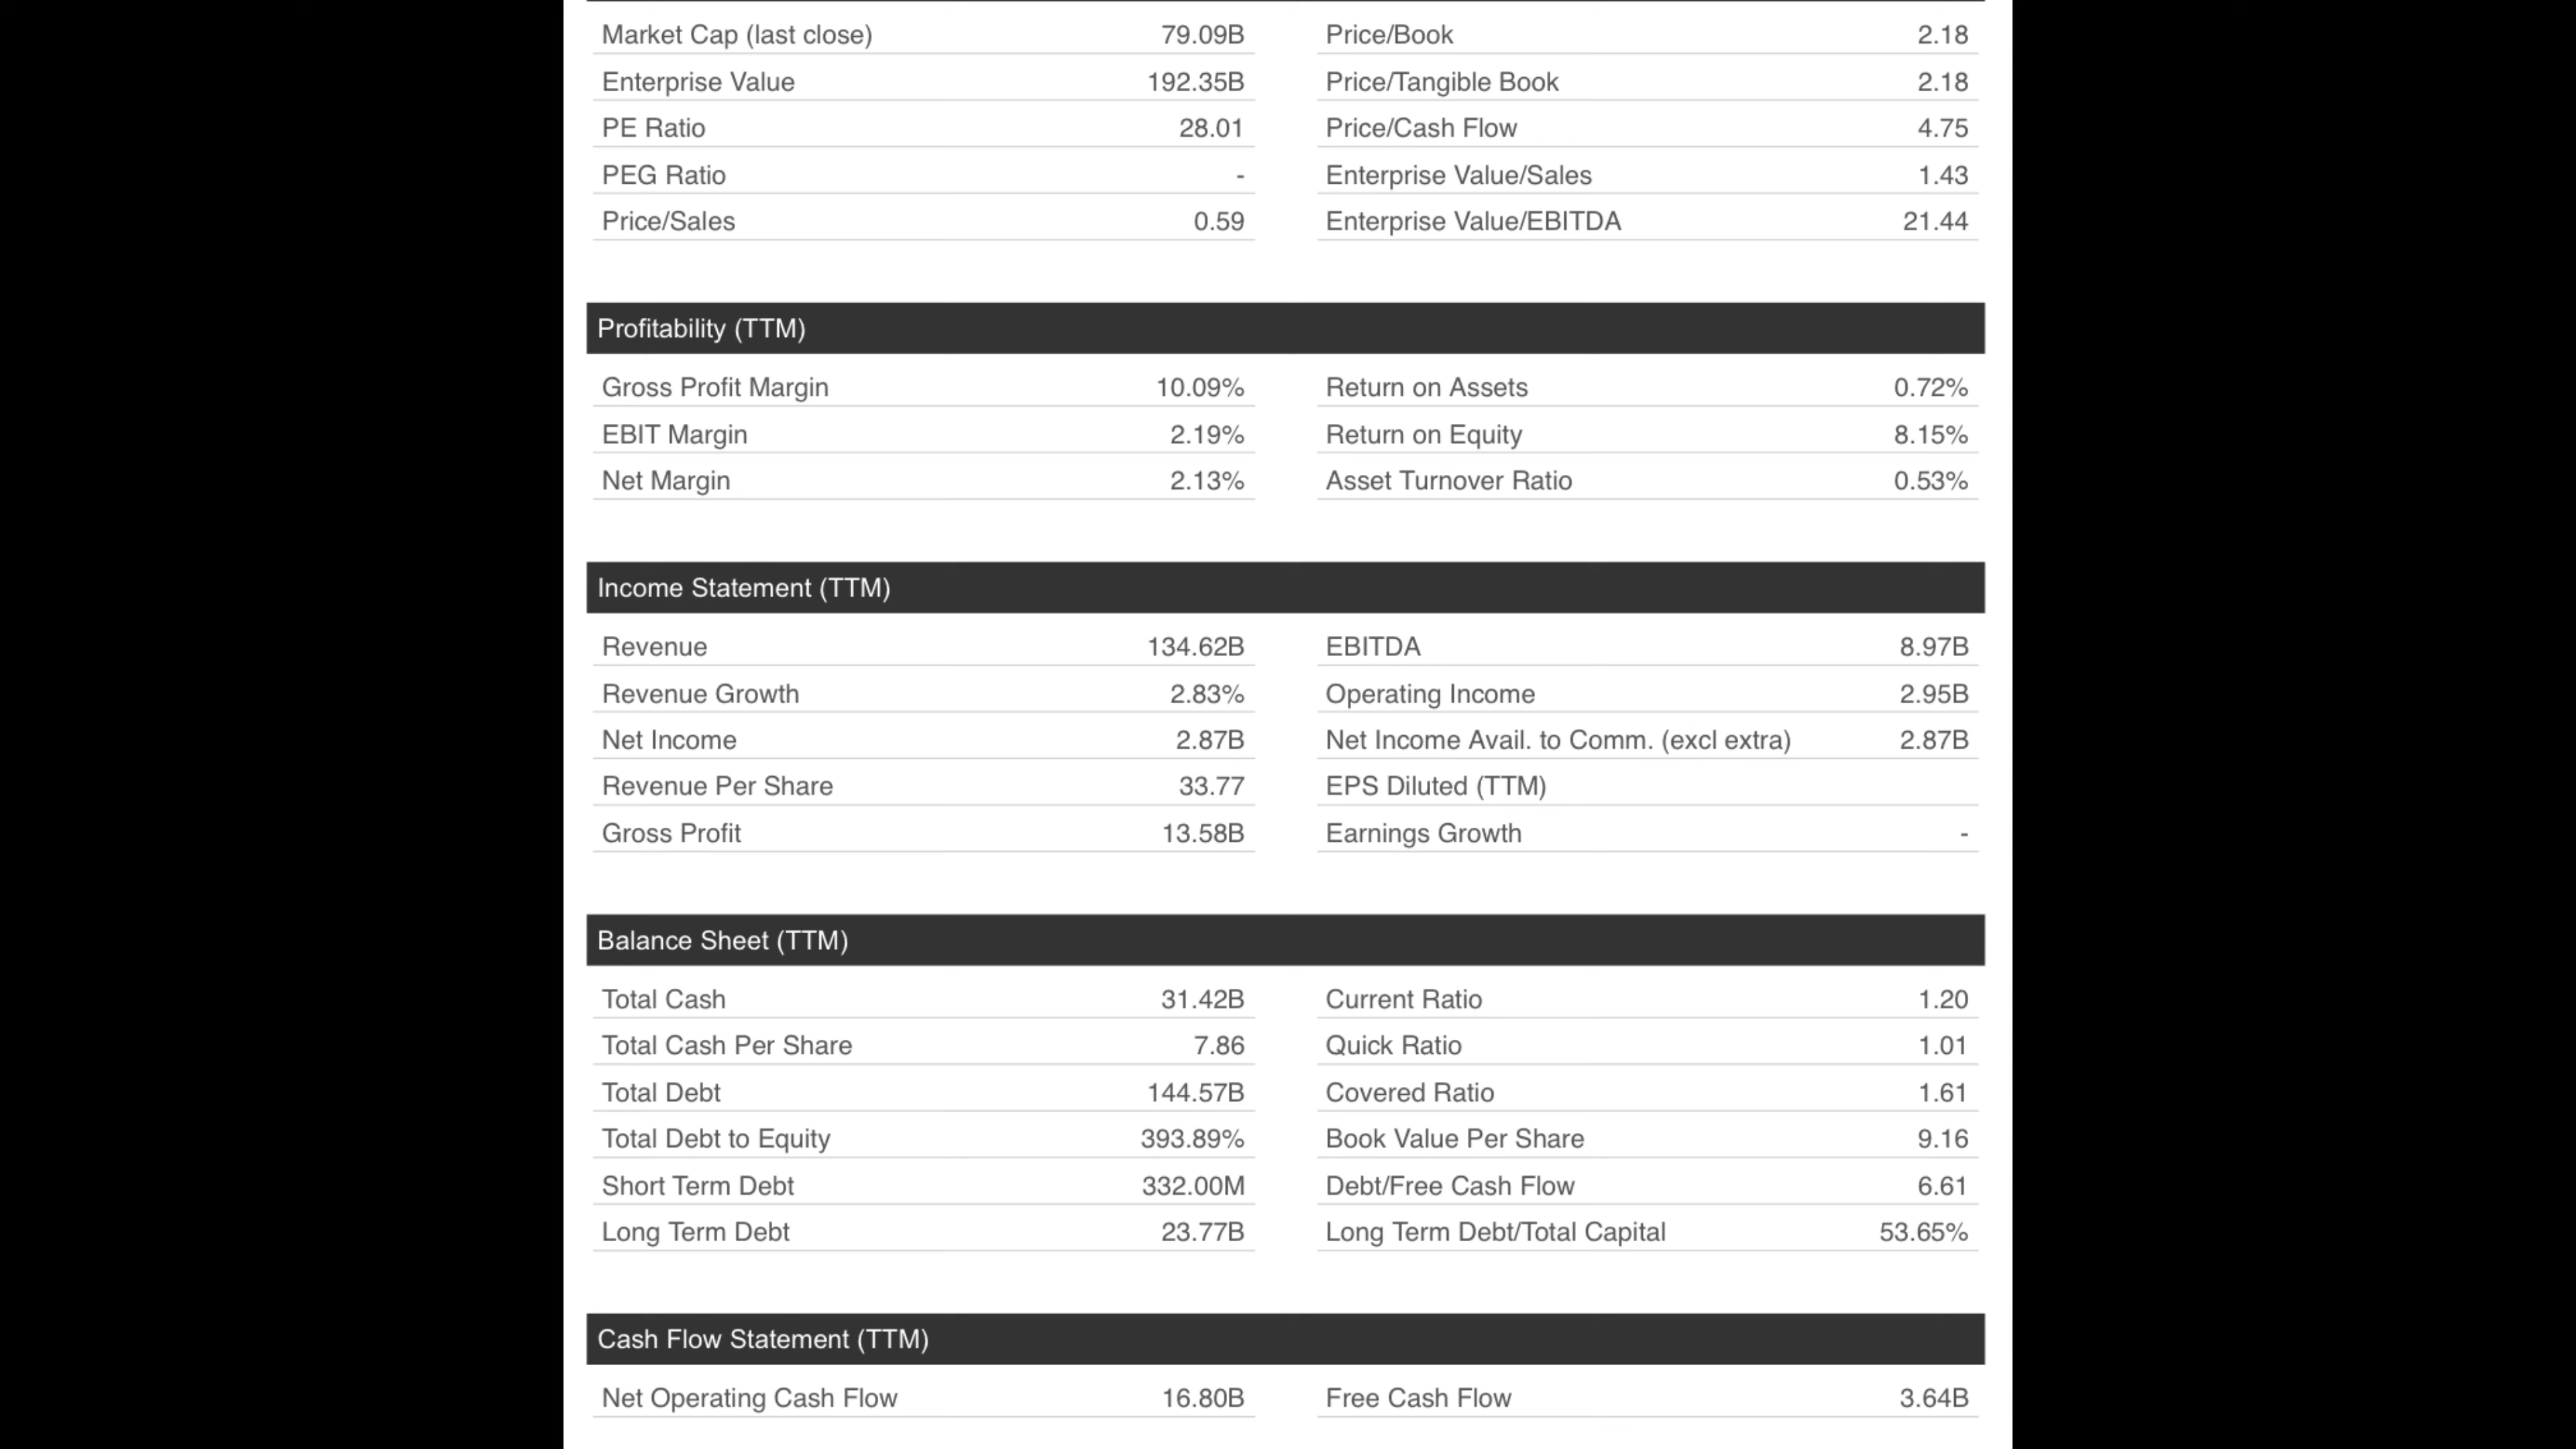 Market Cap (last close) 79.09B Price/Book 2.18
Enterprise Value 192.35B Price/Tangible Book 2.18
PE Ratio 28.01 Price/Cash Flow 4.75
PEG Ratio - Enterprise Value/Sales 1.43
Price/Sales 0.59 Enterprise Value/EBITDA 21.44
Profitability (TTM)
Gross Profit Margin 10.09% Return on Assets 0.72%
EBIT Margin 2.19% Return on Equity 8.15%
Net Margin 2.13% Asset Turnover Ratio 0.53%
Income Statement (TTM)
Revenue 134.62B EBITDA 8.97B
Revenue Growth 2.83% Operating Income 2.95B
Net Income 2.87B Net Income Avail. to Comm. (excl extra) 2.87B
Revenue Per Share 33.77 EPS Diluted (TTM)
Gross Profit 13.58B Earnings Growth -
Balance Sheet (TTM)
Total Cash 31.42B Current Ratio 1.20
Total Cash Per Share 7.86 Quick Ratio 1.01
Total Debt 144.57B Covered Ratio 1.61
Total Debt to Equity 393.89% Book Value Per Share 9.16
Short Term Debt 332.00M Debt/Free Cash Flow 6.61
Long Term Debt 23.77B Long Term Debt/Total Capital 53.65%
Cash Flow Statement (TTM)
Net Operating Cash Flow 16.80B Free Cash Flow 3.64B